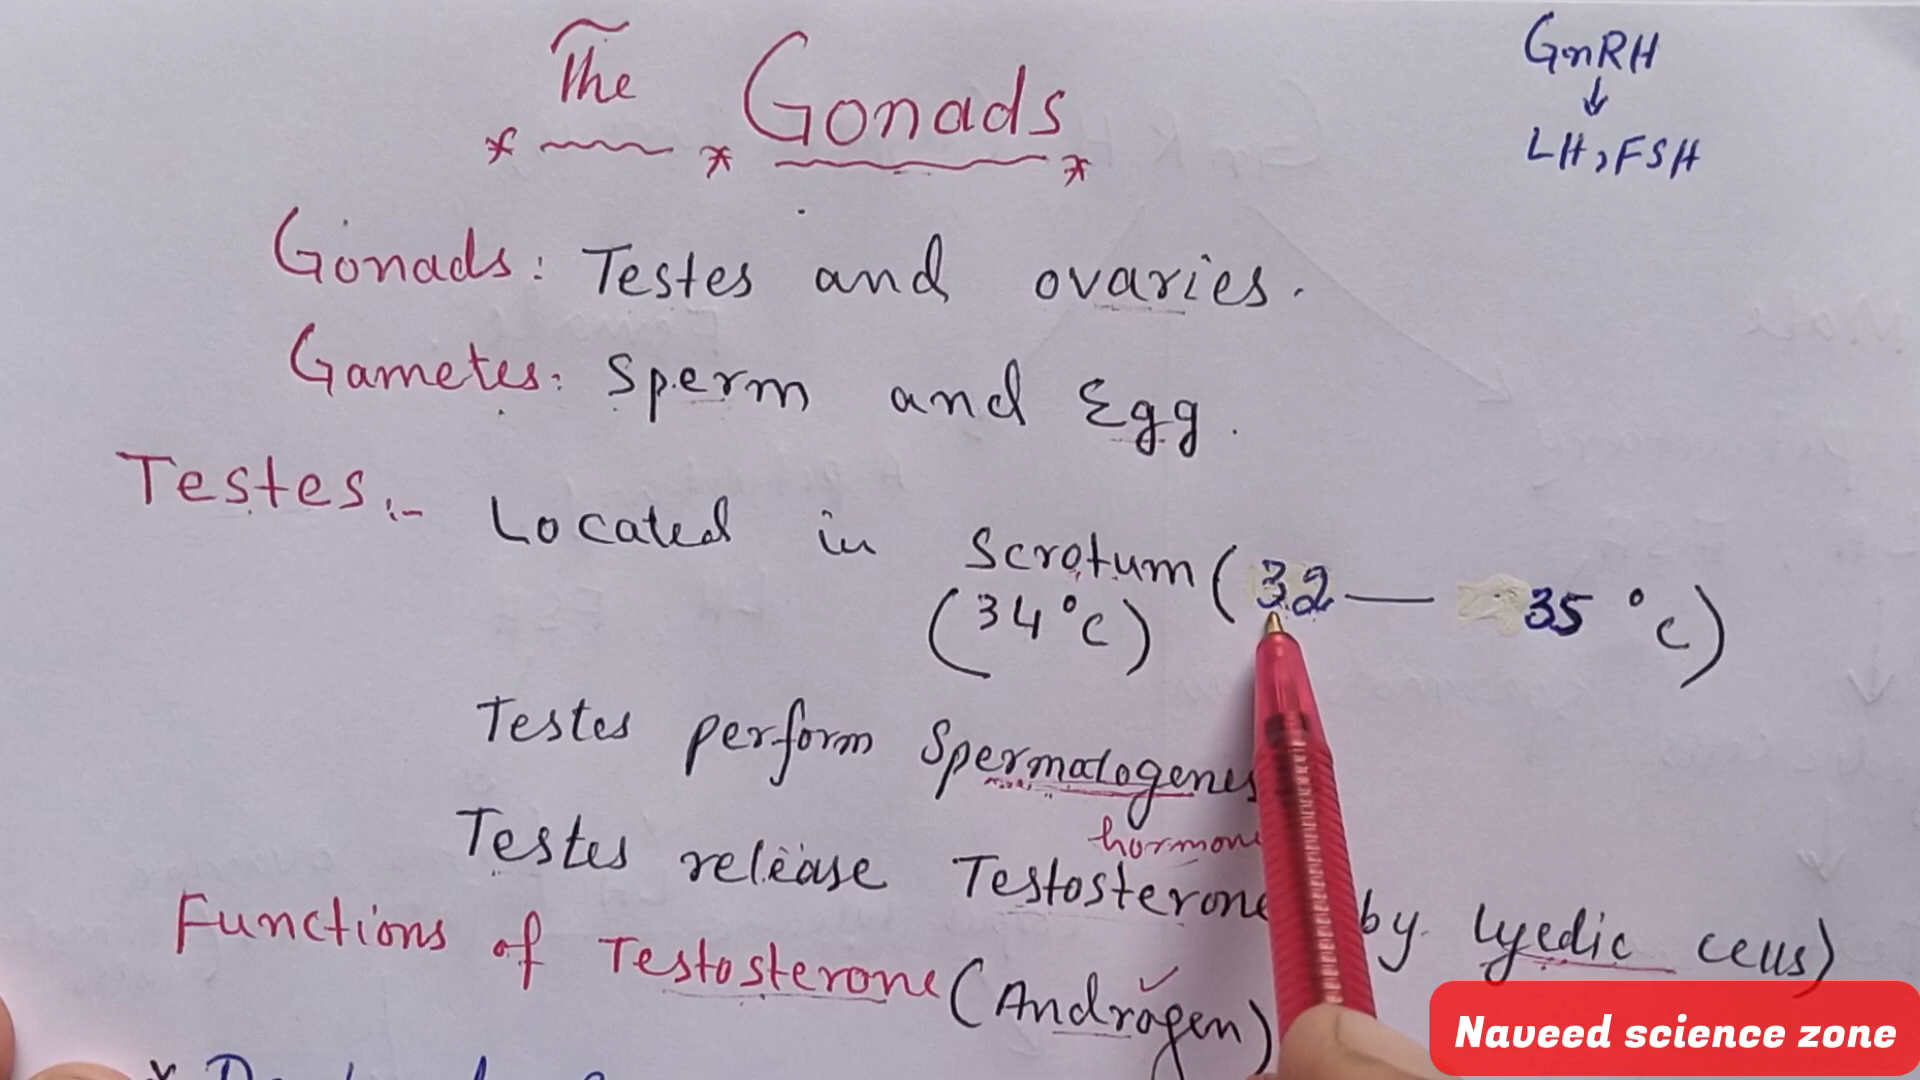 The Gonads
GnRH
↓
LH, FSH
Gonads: Testes and ovaries.
Gametes: Sperm and Egg.
Testes:- Located in Scrotum (32 — 35 °c)
(34°c)
Testes perform Spermatogenes
hormone
Testes release Testosterone by Lyedic cells)
Functions of Testosterone (Androgen)
Naveed science zone